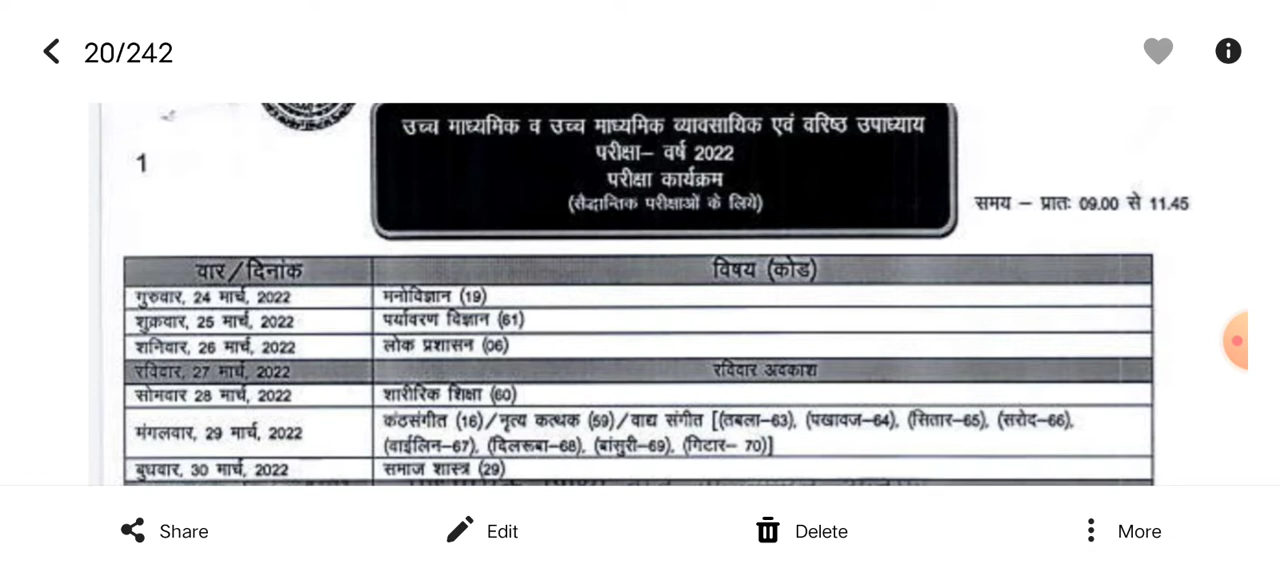 20/242
उच्च माध्यमिक व उच्च माध्यमिक व्यावसायिक एवं वरिष्ठ उपाध्याय
परीक्षा– वर्ष 2022
1
परीक्षा कार्यक्रम
(सैद्धान्तिक परीक्षाओं के लिये)
समय – प्रातः 09.00 से 11.45
वार/दिनांक विषय (कोड)
गुरुवार, 24 मार्च, 2022 मनोविज्ञान (19)
शुक्रवार, 25 मार्च, 2022 पर्यावरण विज्ञान (61)
शनिवार, 26 मार्च, 2022 लोक प्रशासन (06)
रविवार, 27 मार्च, 2022 रविवार अवकाश
सोमवार 28 मार्च, 2022 शारीरिक शिक्षा (60)
मंगलवार, 29 मार्च, 2022 कंठसंगीत (16)/नृत्य कत्थक (59)/वाद्य संगीत [(तबला–63), (पखावज–64), (सितार–65), (सरोद–66),
(वाईलिन–67), (दिलरूबा–68), (बांसुरी–69), (गिटार– 70)]
बुधवार, 30 मार्च, 2022 समाज शास्त्र (29)
Share Edit Delete More